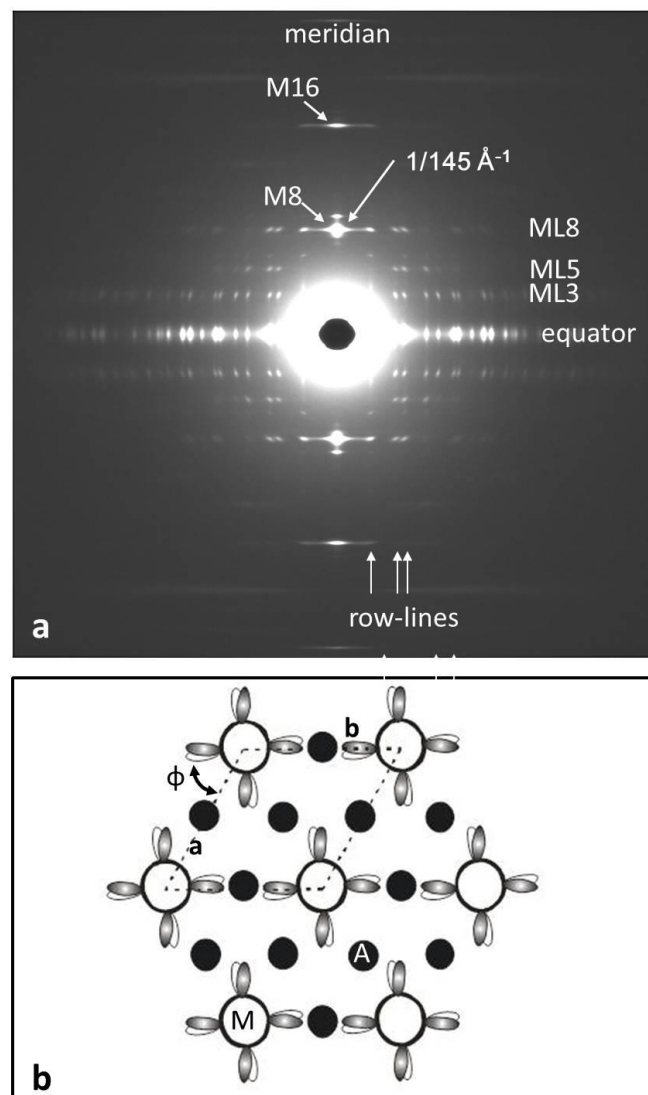 meridian
M16
1/145 Å⁻¹
M8
ML8
ML5
ML3
equator
row-lines
a
b
ϕ
a
A
M
b